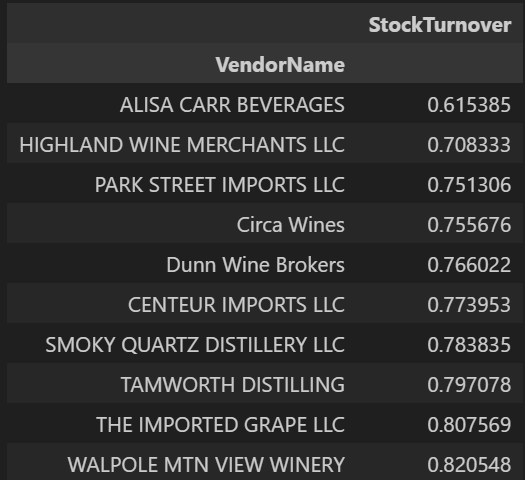 StockTurnover
VendorName
ALISA CARR BEVERAGES 0.615385
HIGHLAND WINE MERCHANTS LLC 0.708333
PARK STREET IMPORTS LLC 0.751306
Circa Wines 0.755676
Dunn Wine Brokers 0.766022
CENTEUR IMPORTS LLC 0.773953
SMOKY QUARTZ DISTILLERY LLC 0.783835
TAMWORTH DISTILLING 0.797078
THE IMPORTED GRAPE LLC 0.807569
WALPOLE MTN VIEW WINERY 0.820548